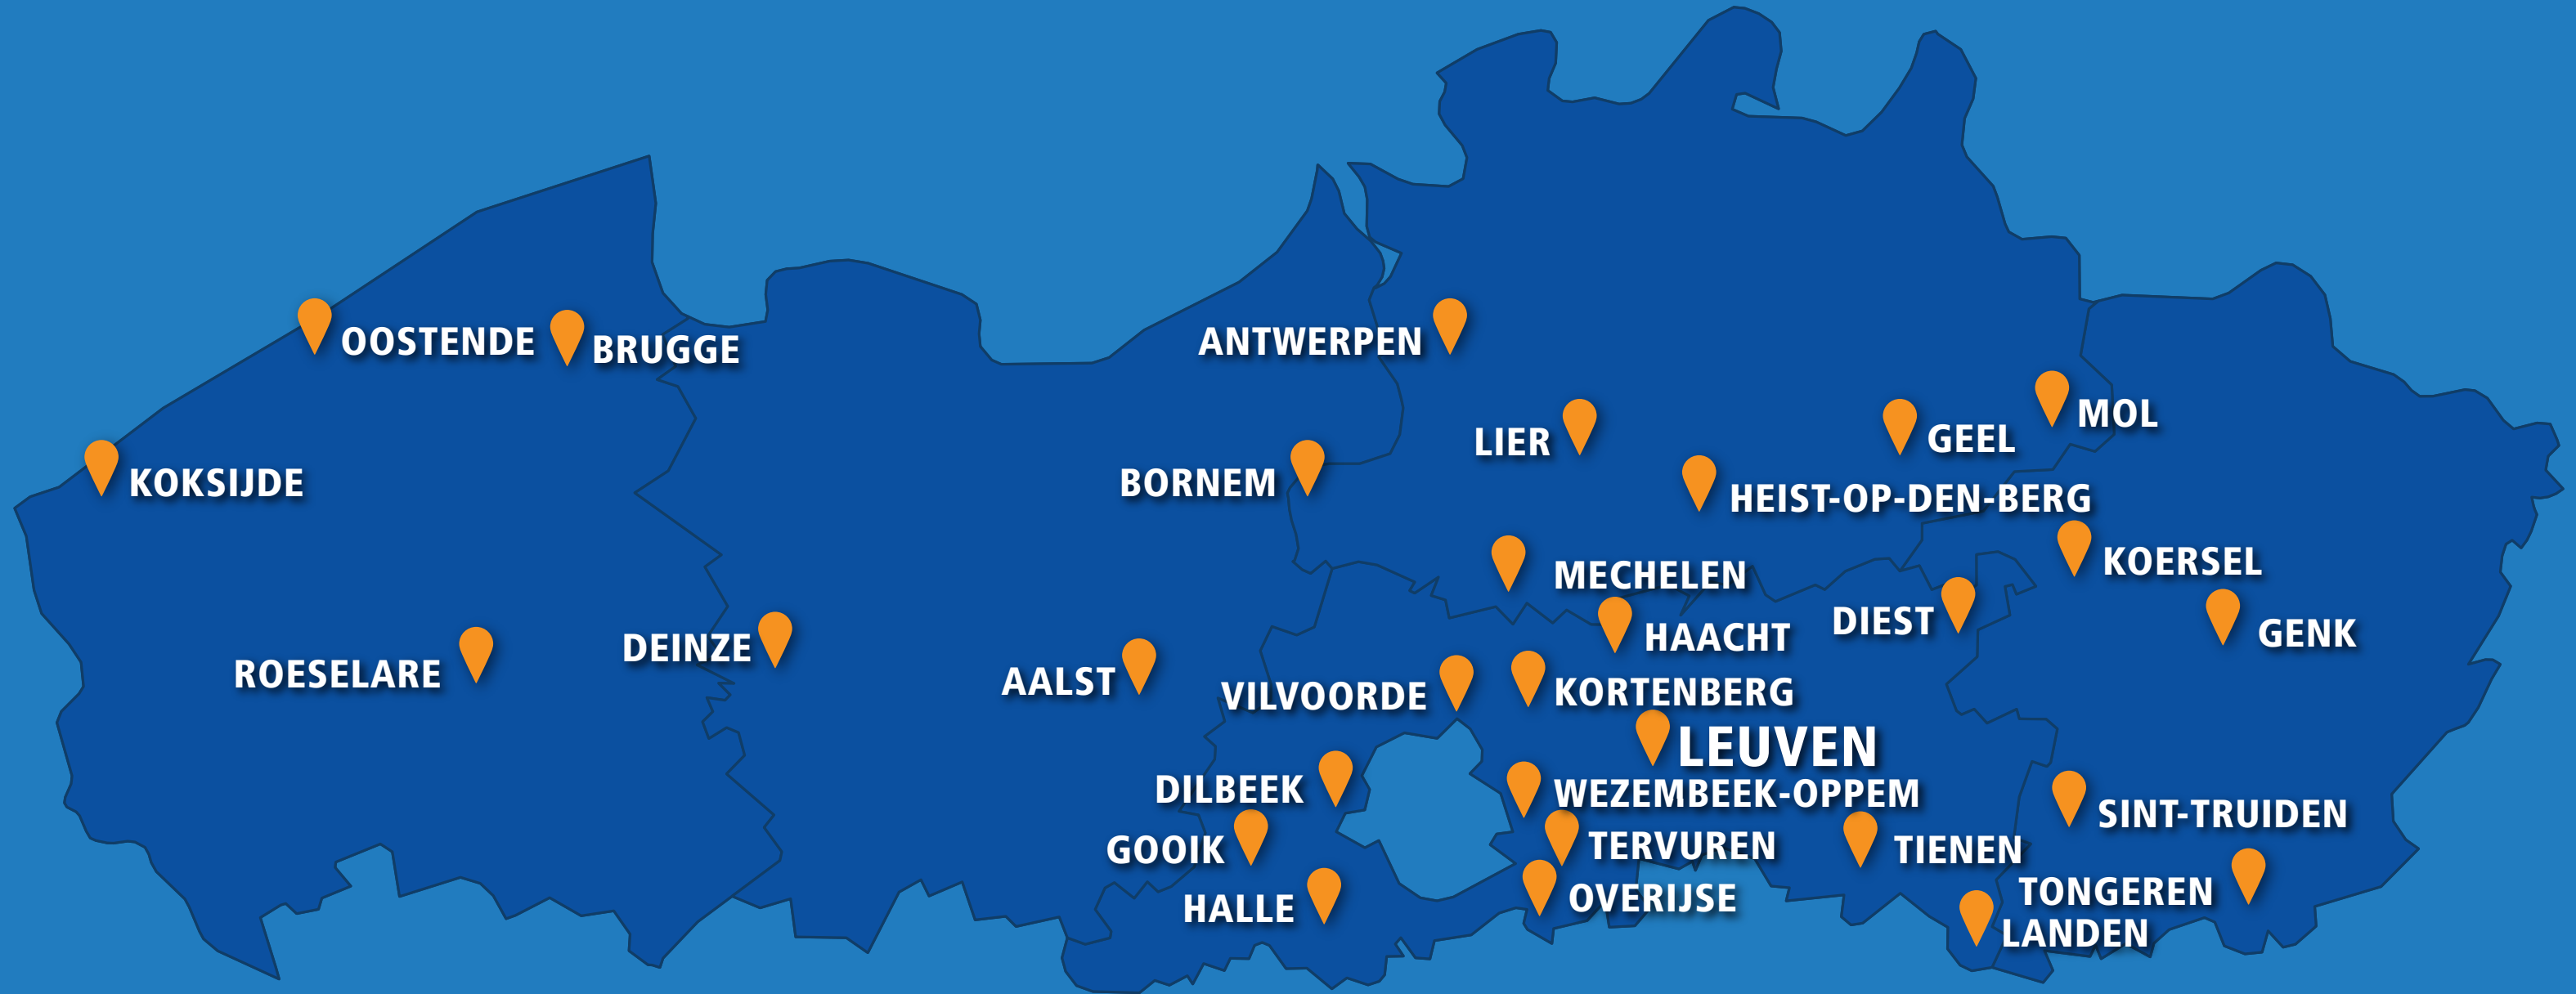 OOSTENDE
BRUGGE
ANTWERPEN
MOL
LIER
GEEL
KOKSIJDE
BORNEM
HEIST-OP-DEN-BERG
MECHELEN
KOERSEL
HAACHT
DIEST
GENK
ROESELARE
DEINZE
AALST
VILVOORDE
KORTENBERG
LEUVEN
DILBEEK
WEZEMBEEK-OPPEM
SINT-TRUIDEN
GOOIK
TERVUREN
TIENEN
HALLE
OVERIJSE
TONGEREN
LANDEN